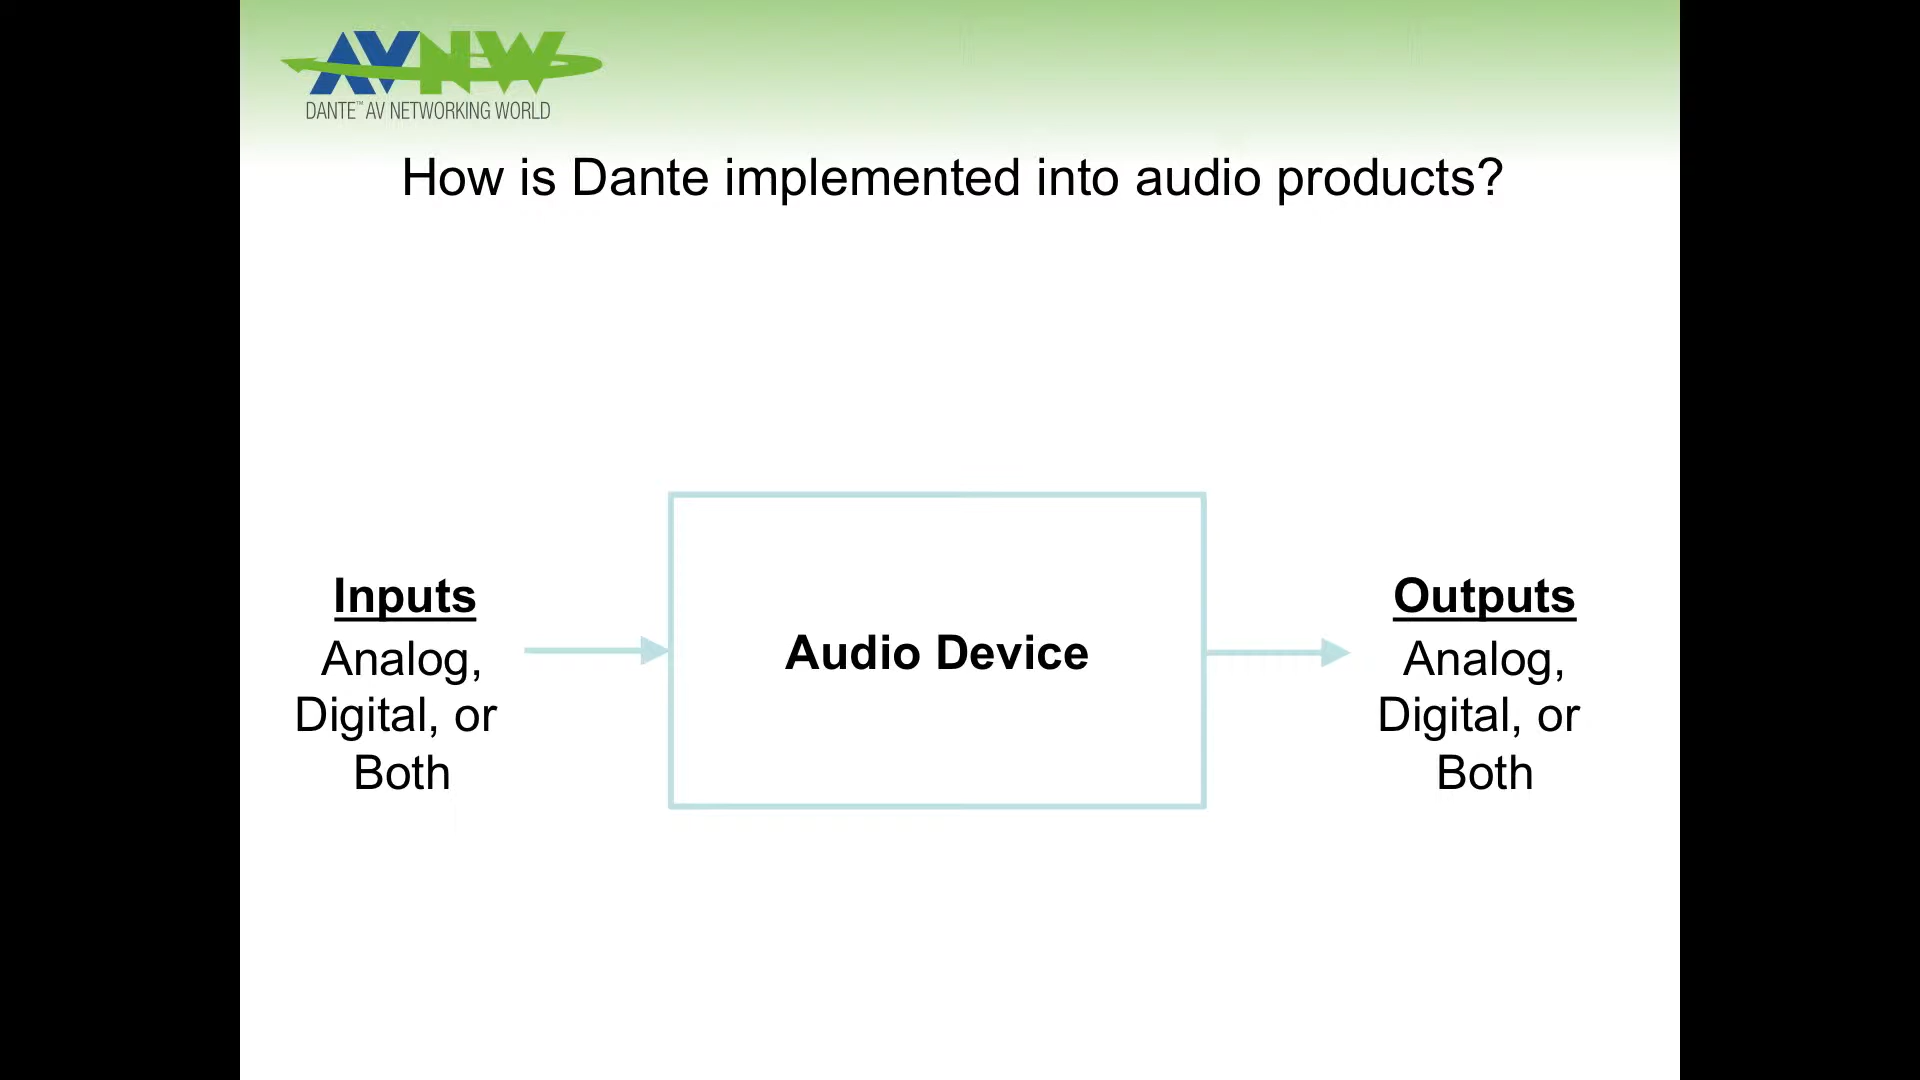 AVNW
DANTE™ AV NETWORKING WORLD
How is Dante implemented into audio products?
Inputs
Analog,
Digital, or
Both
Audio Device
Outputs
Analog,
Digital, or
Both